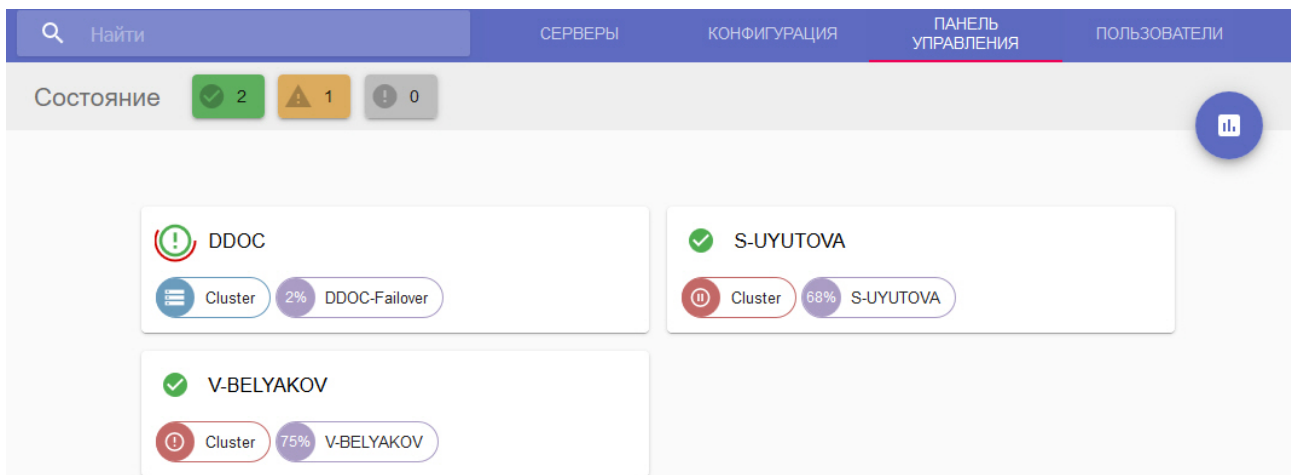 Найти
СЕРВЕРЫ
КОНФИГУРАЦИЯ
ПАНЕЛЬ
УПРАВЛЕНИЯ
ПОЛЬЗОВАТЕЛИ
Состояние 2 1 0
DDOC
Cluster 2% DDOC-Failover
S-UYUTOVA
Cluster 68% S-UYUTOVA
V-BELYAKOV
Cluster 75% V-BELYAKOV